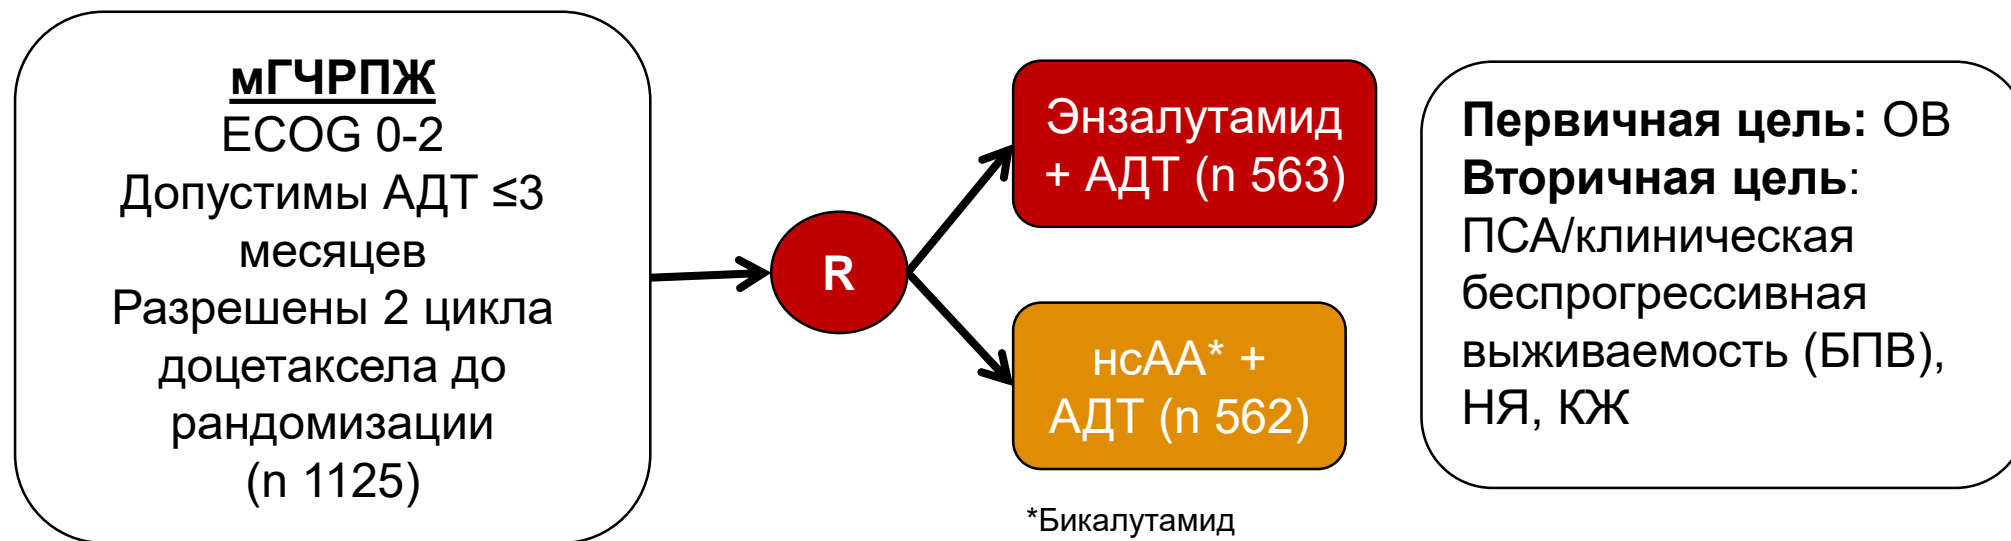 мГЧРПЖ
ECOG 0-2
Допустимы АДТ ≤3
месяцев
Разрешены 2 цикла
доцетаксела до
рандомизации
(n 1125)
R
Энзалутамид
+ АДТ (n 563)
нсАА* +
АДТ (n 562)
*Бикалутамид
Первичная цель: ОВ
Вторичная цель:
ПСА/клиническая
беспрогрессивная
выживаемость (БПВ),
НЯ, КЖ